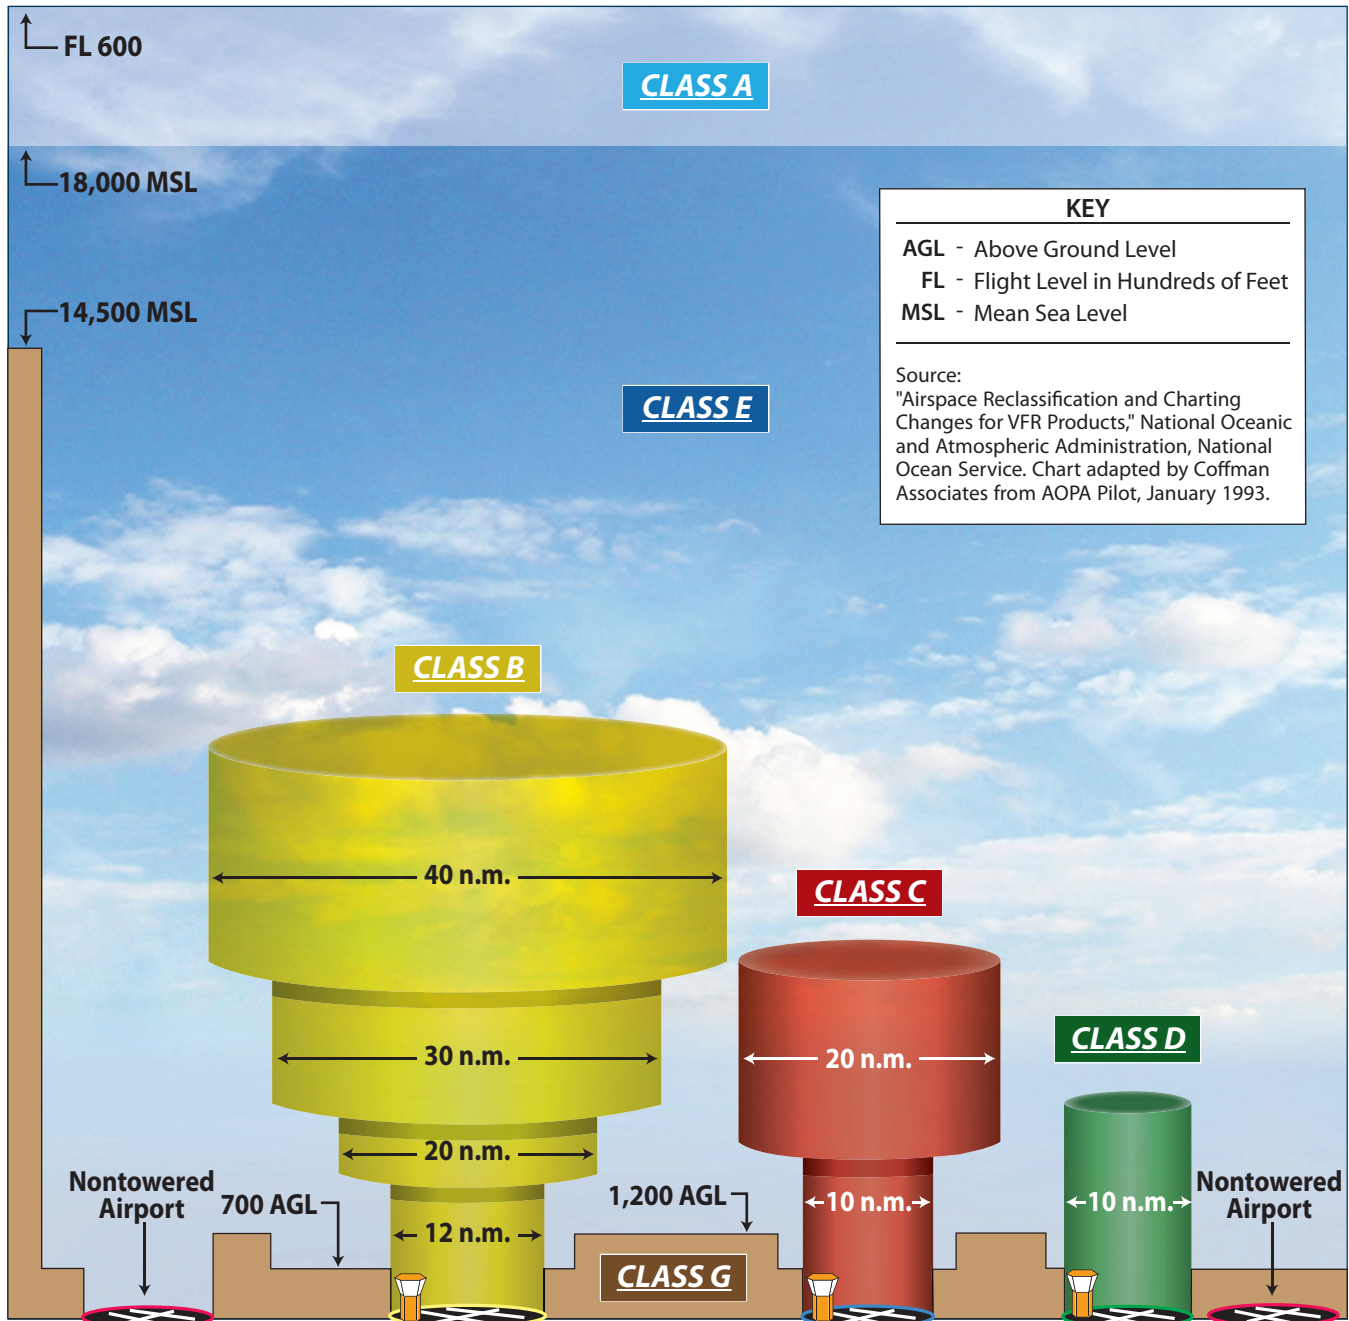 FL 600
CLASS A
18,000 MSL
KEY
AGL - Above Ground Level
FL - Flight Level in Hundreds of Feet
MSL - Mean Sea Level
14,500 MSL
Source:
"Airspace Reclassification and Charting
Changes for VFR Products," National Oceanic
and Atmospheric Administration, National
Ocean Service. Chart adapted by Coffman
Associates from AOPA Pilot, January 1993.
CLASS E
CLASS B
40 n.m.
CLASS C
30 n.m.
20 n.m.
CLASS D
20 n.m.
Nontowered
Airport
700 AGL
1,200 AGL
10 n.m.
10 n.m.
Nontowered
Airport
12 n.m.
CLASS G